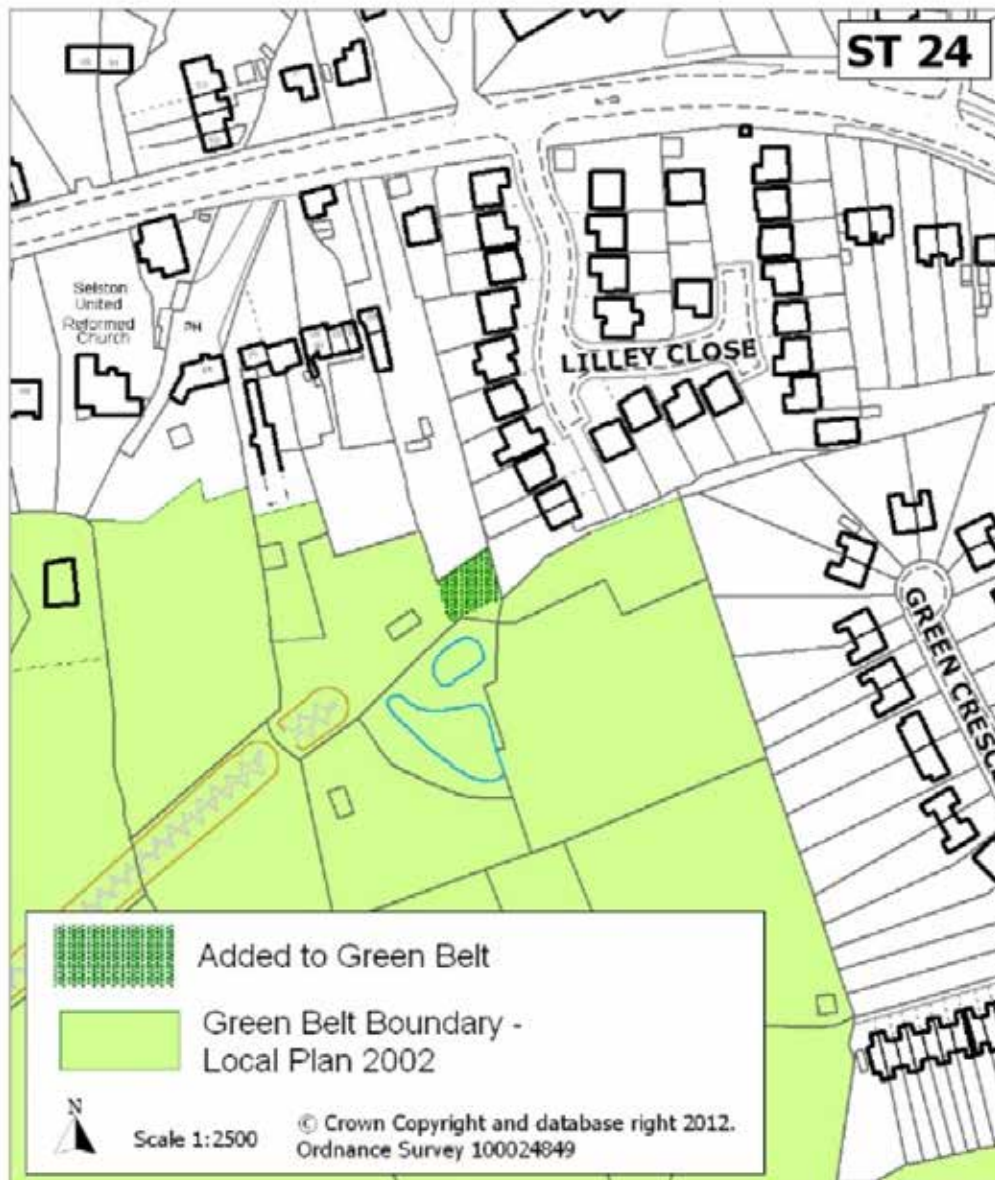 ST 24
Selston
United
Reformed
Church
PH
LILLEY CLOSE
GREEN CRESC
Added to Green Belt
Green Belt Boundary -
Local Plan 2002
N
Scale 1:2500
© Crown Copyright and database right 2012.
Ordnance Survey 100024849